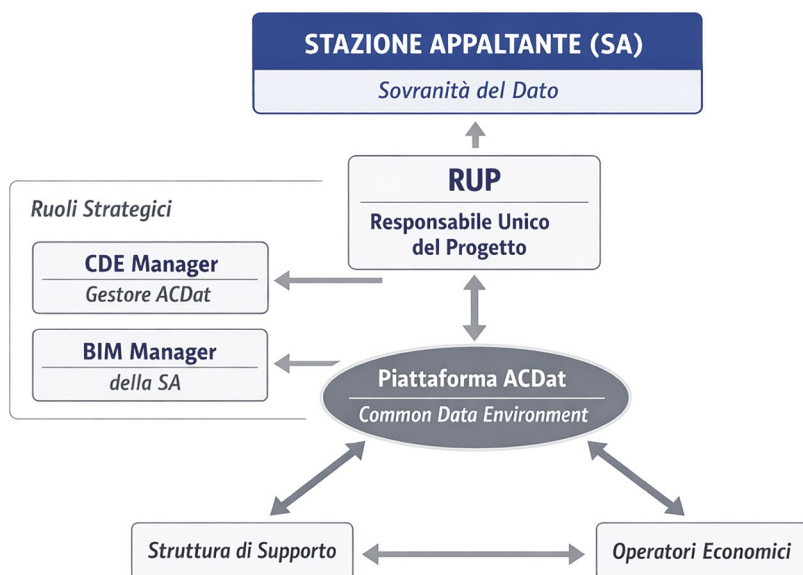 STAZIONE APPALTANTE (SA)
Sovranità del Dato
RUP
Responsabile Unico
del Progetto
Ruoli Strategici
CDE Manager
Gestore ACDat
BIM Manager
della SA
Piattaforma ACDat
Common Data Environment
Struttura di Supporto
Operatori Economici